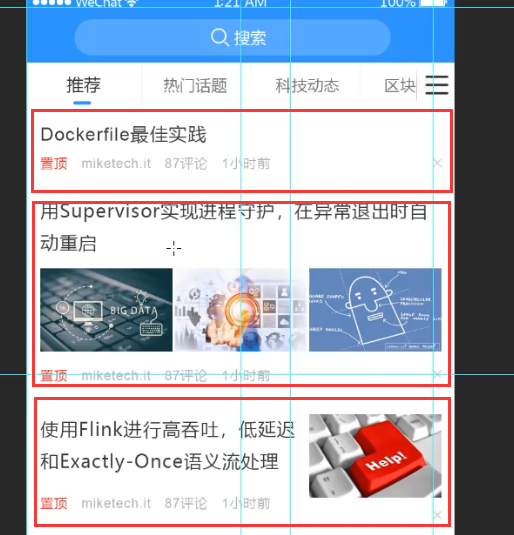 WeChat 1:21 AM 100%
搜索
推荐 热门话题 科技动态 区块
Dockerfile最佳实践
置顶 miketech.it 87评论 1小时前
用Supervisor实现进程守护，在异常退出时自
动重启
BIG DATA
置顶 miketech.it 87评论 1小时前
使用Flink进行高吞吐，低延迟
和Exactly-Once语义流处理
Help!
置顶 miketech.it 87评论 1小时前